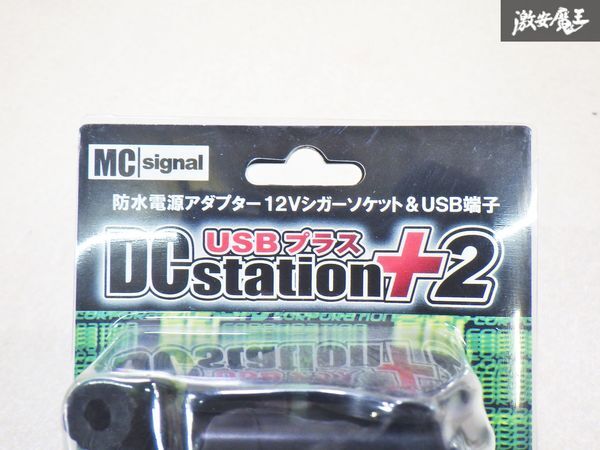 激安魔王
MC signal
防水電源アダプター12Vシガーソケット&USB端子
USBプラス
DCstation+2
CORPORATION